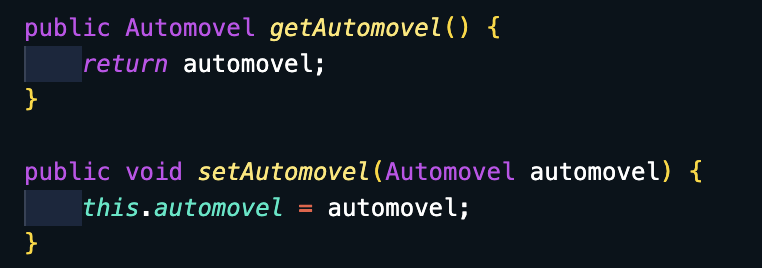 public Automovel getAutomovel() {
    return automovel;
}

public void setAutomovel(Automovel automovel) {
    this.automovel = automovel;
}